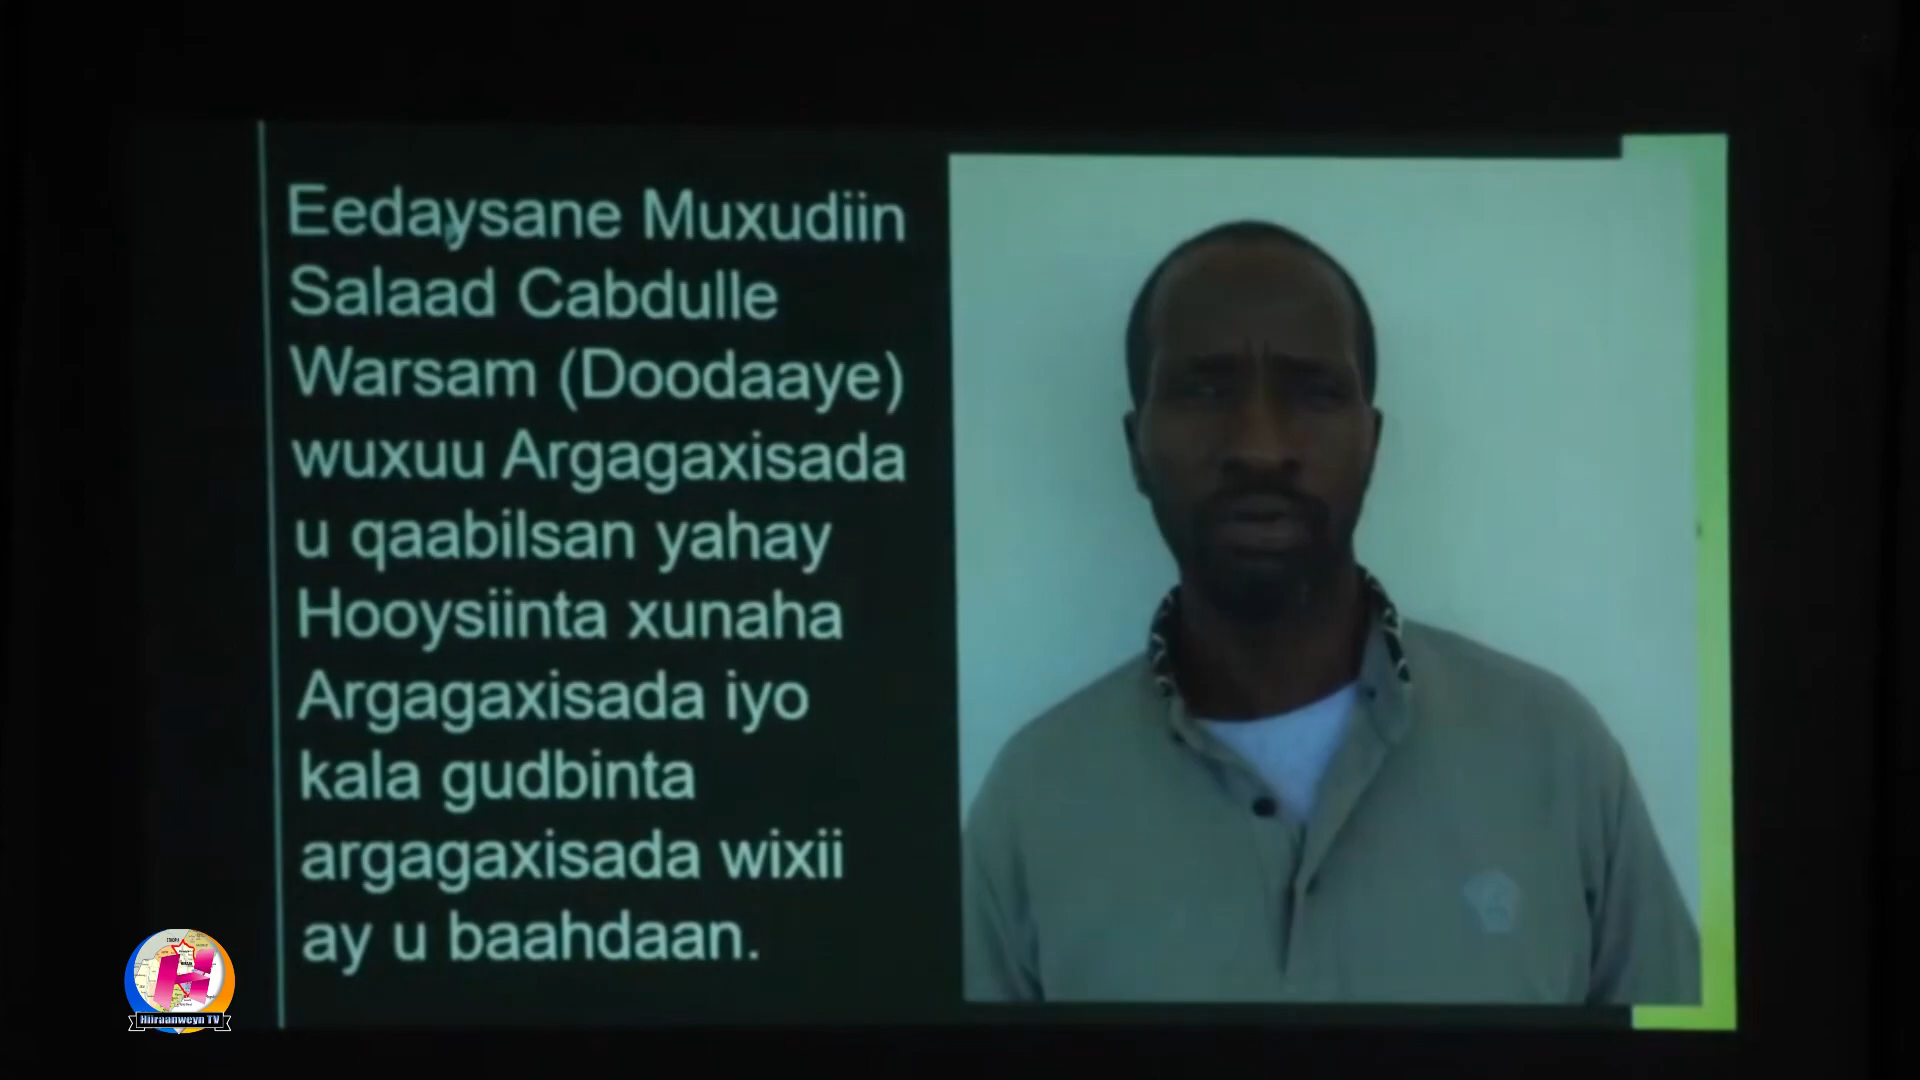 Eedaysane Muxudiin
Salaad Cabdulle
Warsam (Doodaaye)
wuxuu Argagaxisada
u qaabilsan yahay
Hooysiinta xunaha
Argagaxisada iyo
kala gudbinta
argagaxisada wixii
ay u baahdaan.
Hiiraanweyn TV